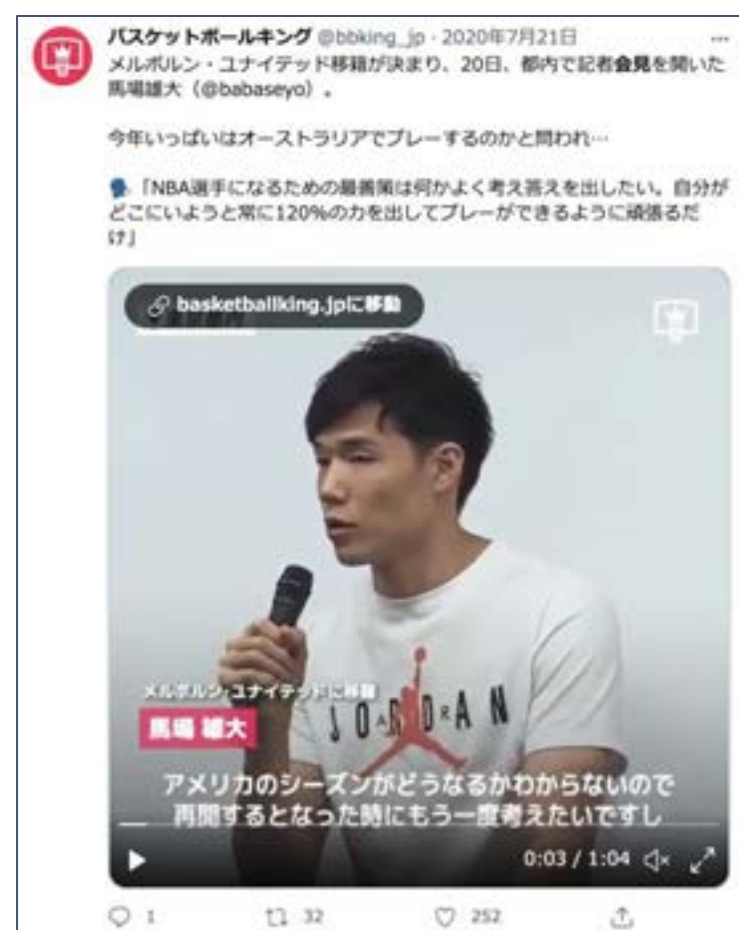 バスケットボールキング @bbking_jp・2020年7月21日
メルボルン・ユナイテッド移籍が決まり、20日、都内で記者会見を開いた
馬場雄大（@babaseyo）。
今年いっぱいはオーストラリアでプレーするのかと問われ…
「NBA選手になるための最善策は何かよく考え答えを出したい。自分が
どこにいようと常に120%の力を出してプレーができるように頑張るだ
け」
basketballking.jpに移動
メルボルン・ユナイテッドに移籍
JORDAN
馬場 雄大
アメリカのシーズンがどうなるかわからないので
再開するとなった時にもう一度考えたいですし
0:03 / 1:04
1
32
252